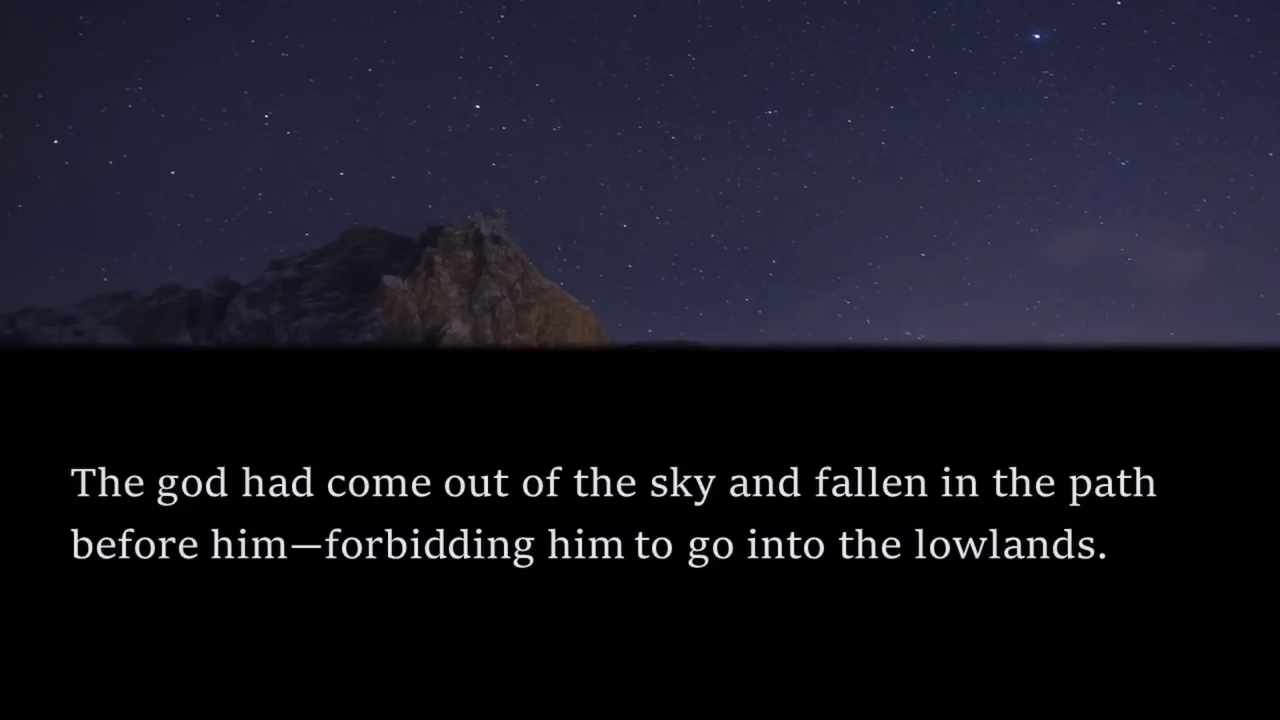 The god had come out of the sky and fallen in the path
before him—forbidding him to go into the lowlands.